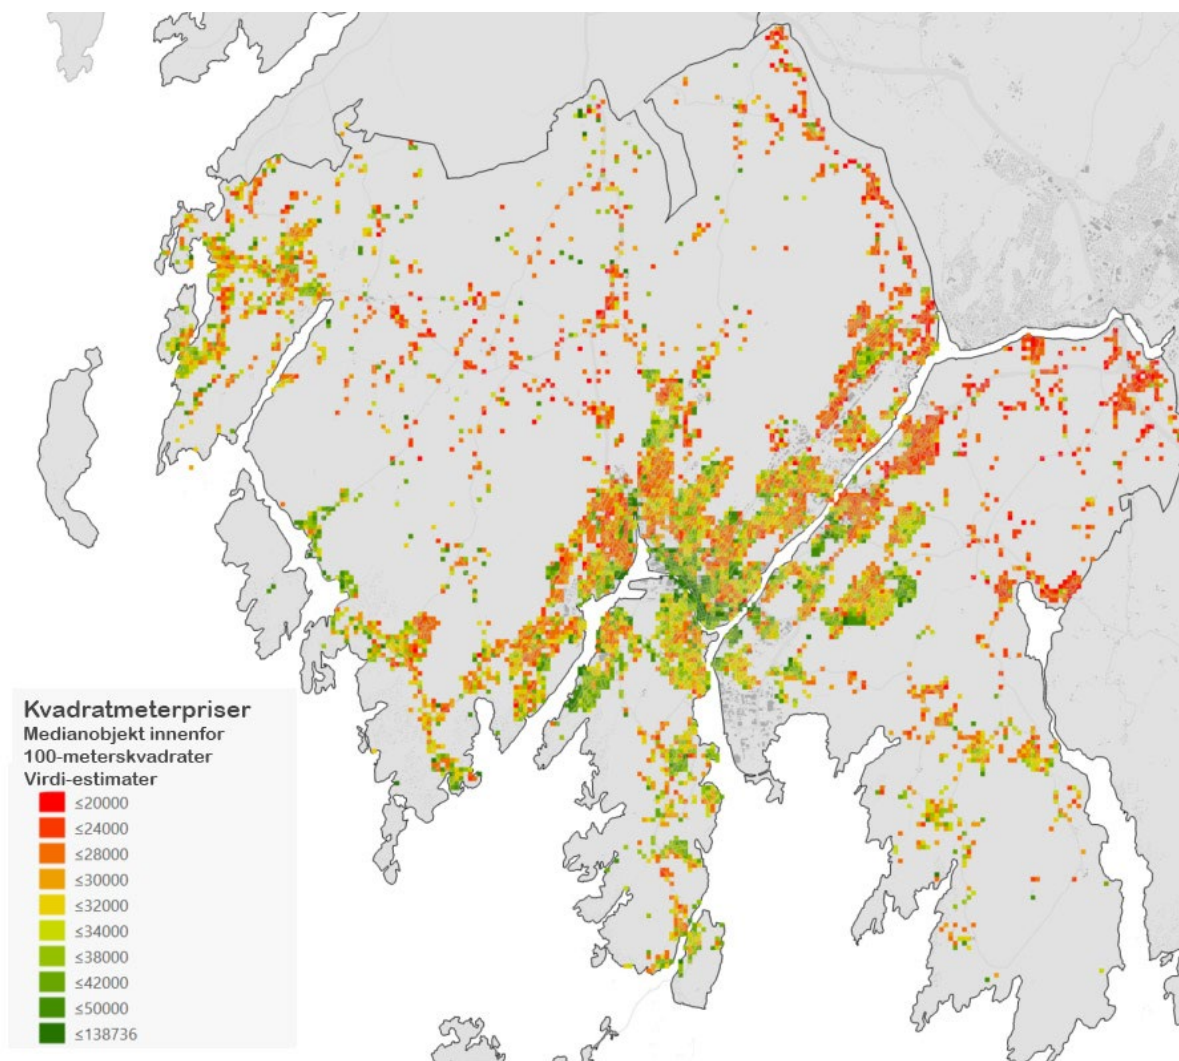 Kvadratmeterpriser
Medianobjekt innenfor
100-meterskvadrater
Virdi-estimater
≤20000
≤24000
≤28000
≤30000
≤32000
≤34000
≤38000
≤42000
≤50000
≤138736